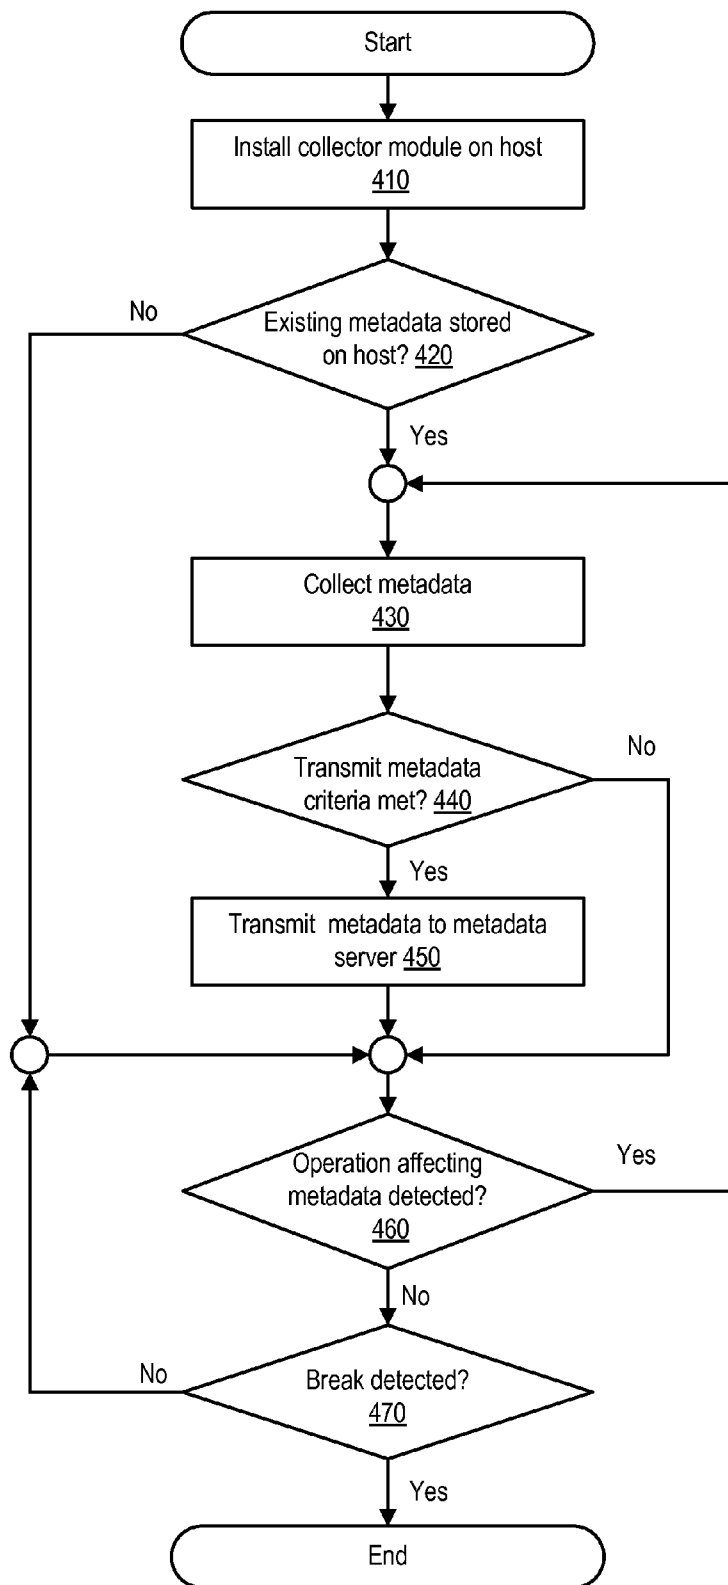 Start
Install collector module on host
410
No
Existing metadata stored
on host? 420
Yes
Collect metadata
430
No
Transmit metadata
criteria met? 440
Yes
Transmit metadata to metadata
server 450
Operation affecting
metadata detected?
460
Yes
No
No
Break detected?
470
Yes
End